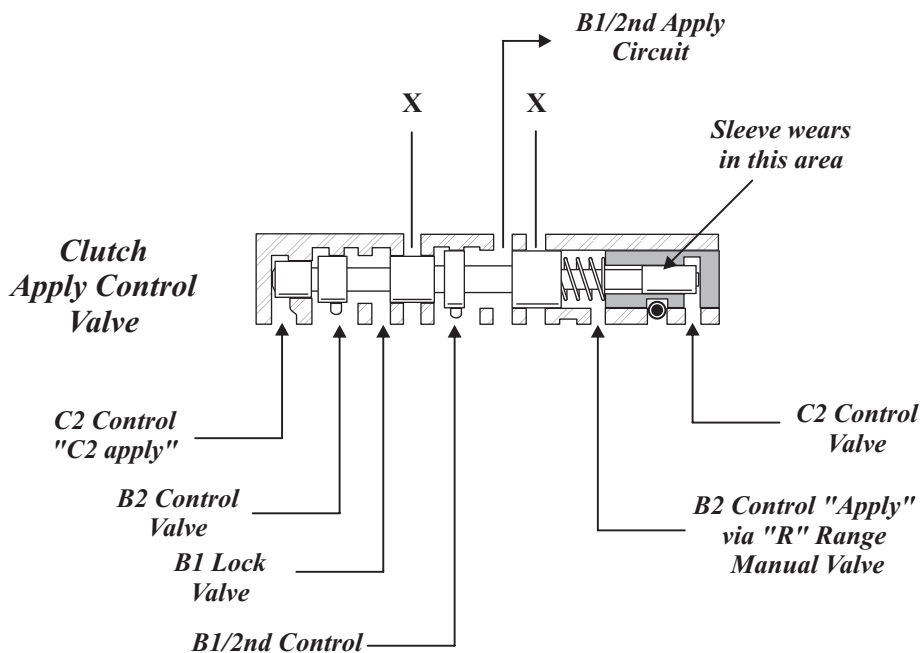 B1/2nd Apply
Circuit
X
X
Sleeve wears
in this area
Clutch
Apply Control
Valve
C2 Control
"C2 apply"
C2 Control
Valve
B2 Control
Valve
B2 Control "Apply"
via "R" Range
Manual Valve
B1 Lock
Valve
B1/2nd Control